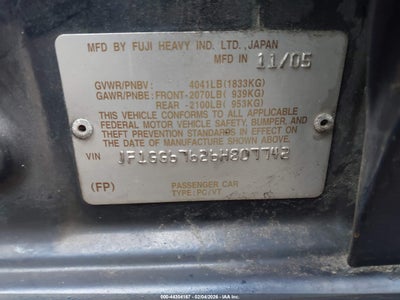 MFD BY FUJI HEAVY IND. LTD., JAPAN
MFD IN 11/05
GVWR/PNBV : 4041LB(1833KG)
GAWR/PNBE: FRONT-2070LB( 939KG)
REAR -2100LB( 953KG)
THIS VEHICLE CONFORMS TO ALL APPLICABLE
FEDERAL MOTOR VEHICLE SAFETY, BUMPER, AND
THEFT PREVENTION STANDARDS IN EFFECT ON
THE DATE OF MANUFACTURE SHOWN ABOVE.
VIN : JF1GG67626H807742
(FP) PASSENGER CAR
TYPE: PC/VT
000-44304167 - 02/04/2026 - IAA Inc.